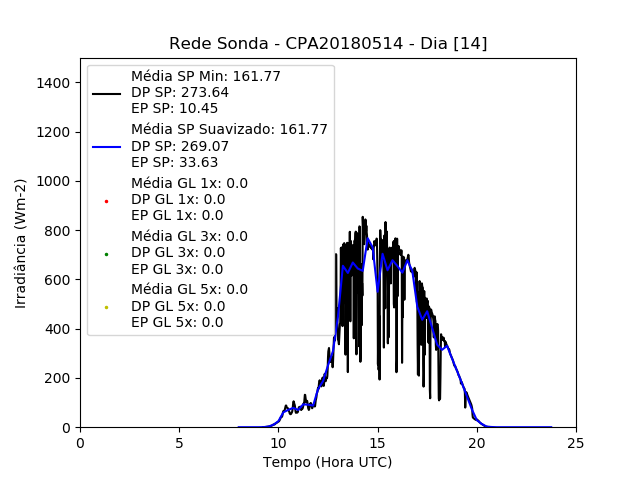 Rede Sonda - CPA20180514 - Dia [14]
Média SP Min: 161.77
DP SP: 273.64
EP SP: 10.45
Média SP Suavizado: 161.77
DP SP: 269.07
EP SP: 33.63
Média GL 1x: 0.0
DP GL 1x: 0.0
EP GL 1x: 0.0
Média GL 3x: 0.0
DP GL 3x: 0.0
EP GL 3x: 0.0
Média GL 5x: 0.0
DP GL 5x: 0.0
EP GL 5x: 0.0
Irradiância (Wm-2)
1400
1200
1000
800
600
400
200
0
0 5 10 15 20 25
Tempo (Hora UTC)